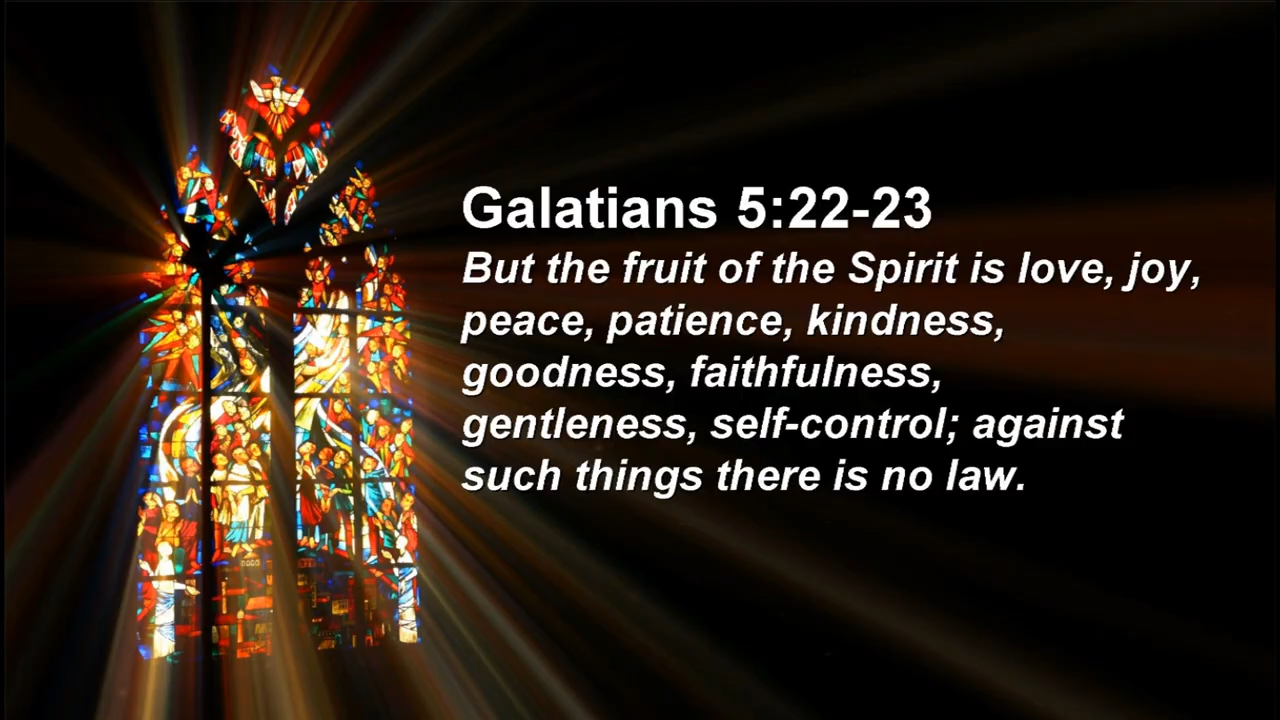 Galatians 5:22-23
But the fruit of the Spirit is love, joy,
peace, patience, kindness,
goodness, faithfulness,
gentleness, self-control; against
such things there is no law.